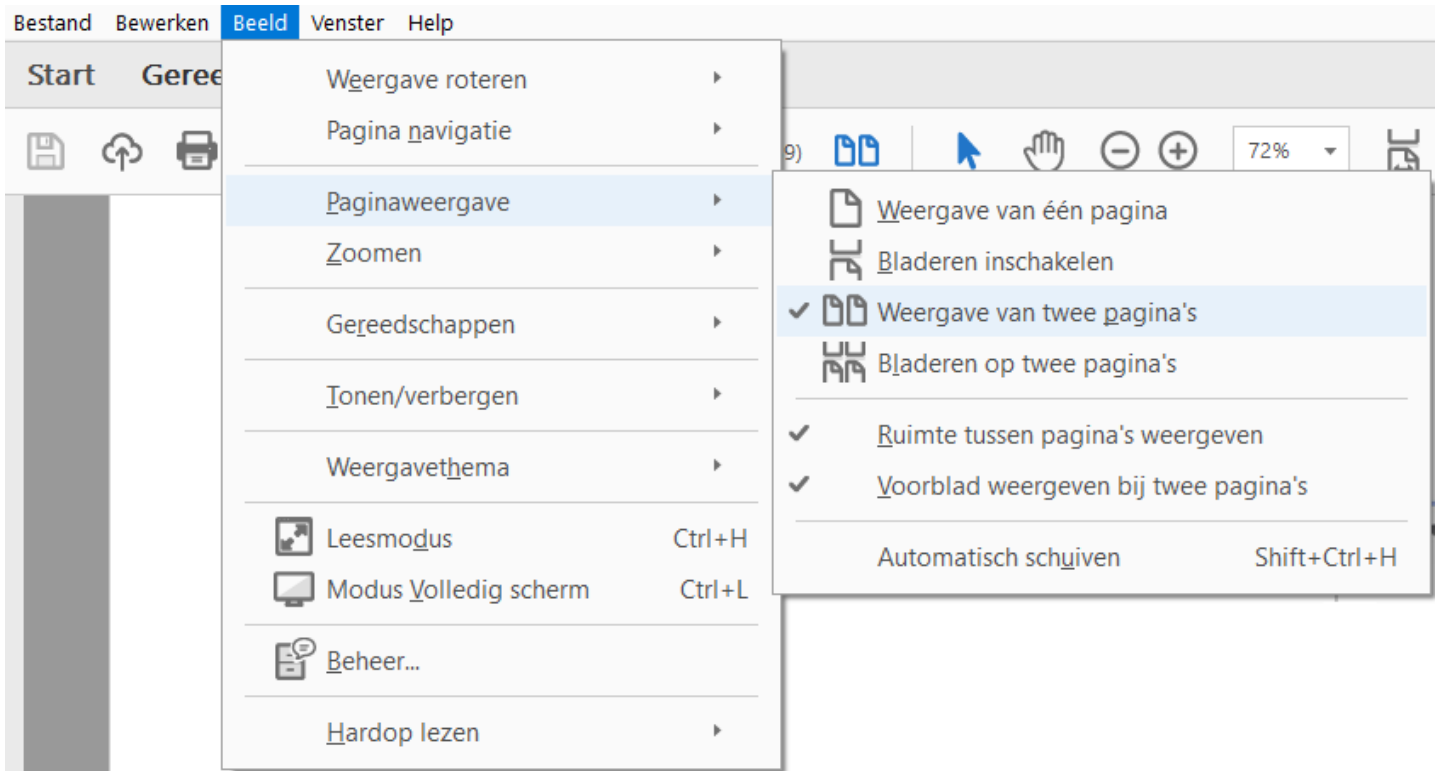 Bestand Bewerken Beeld Venster Help
Start Geree
9) 72%
Weergave roteren
Pagina navigatie
Paginaweergave
Zoomen
Gereedschappen
Tonen/verbergen
Weergavethema
Leesmodus Ctrl+H
Modus Volledig scherm Ctrl+L
Beheer...
Hardop lezen
Weergave van één pagina
Bladeren inschakelen
Weergave van twee pagina's
Bladeren op twee pagina's
Ruimte tussen pagina's weergeven
Voorblad weergeven bij twee pagina's
Automatisch schuiven Shift+Ctrl+H